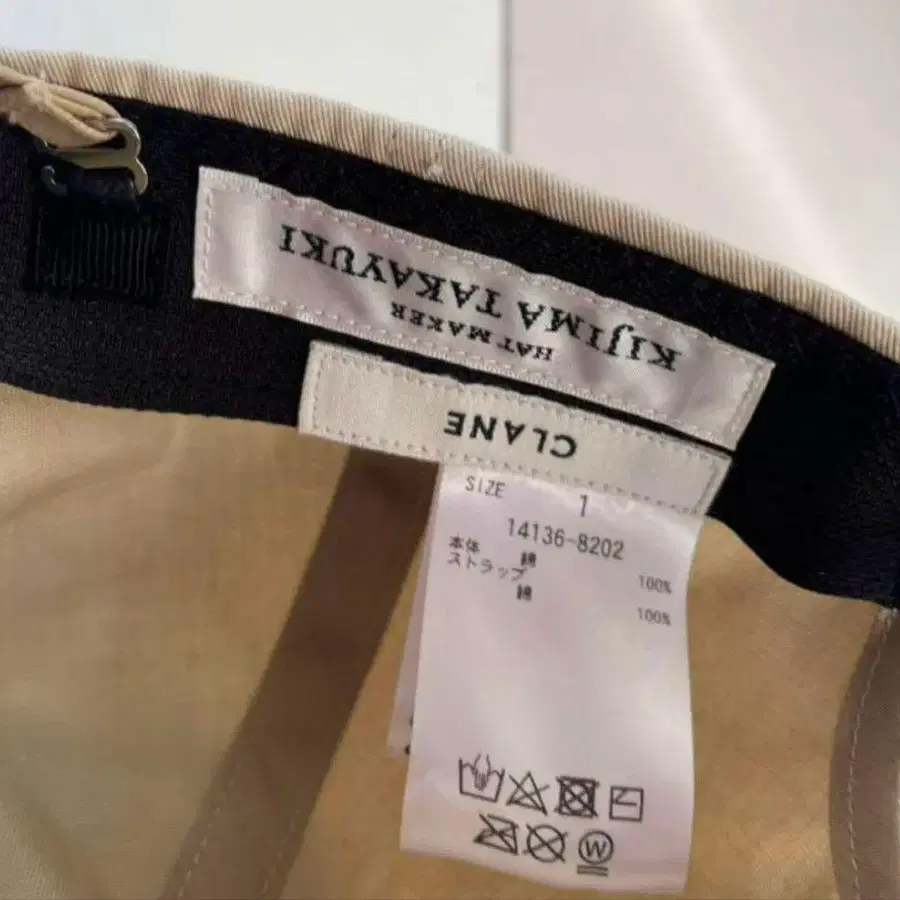 HAT MAKER
KIJIMA TAKAYUKI
CLANE
SIZE 1
14136-8202
本体 綿 100%
ストラップ 綿 100%
W